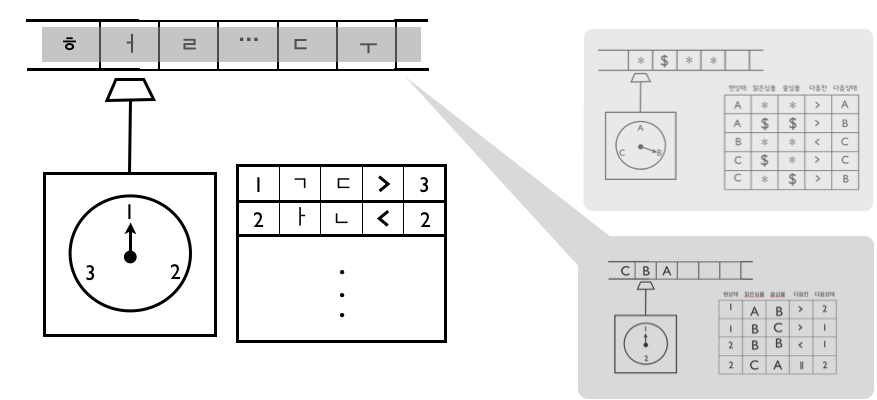 ㅎ ㅓ ㄹ ... ㄷ ㅜ
1
3 2
1 ㄱ ㄷ > 3
2 ㅏ ㄴ < 2
* $ * *
A
C B
현상태 읽은심볼 쓸심볼 다음칸 다음상태
A * * > A
A $ $ > B
B * * < C
C $ * > C
C * $ > B
C B A
1
2
현상태 읽은심볼 쓸심볼 다음칸 다음상태
1 A B > 2
1 B C > 1
2 B B < 1
2 C A || 2